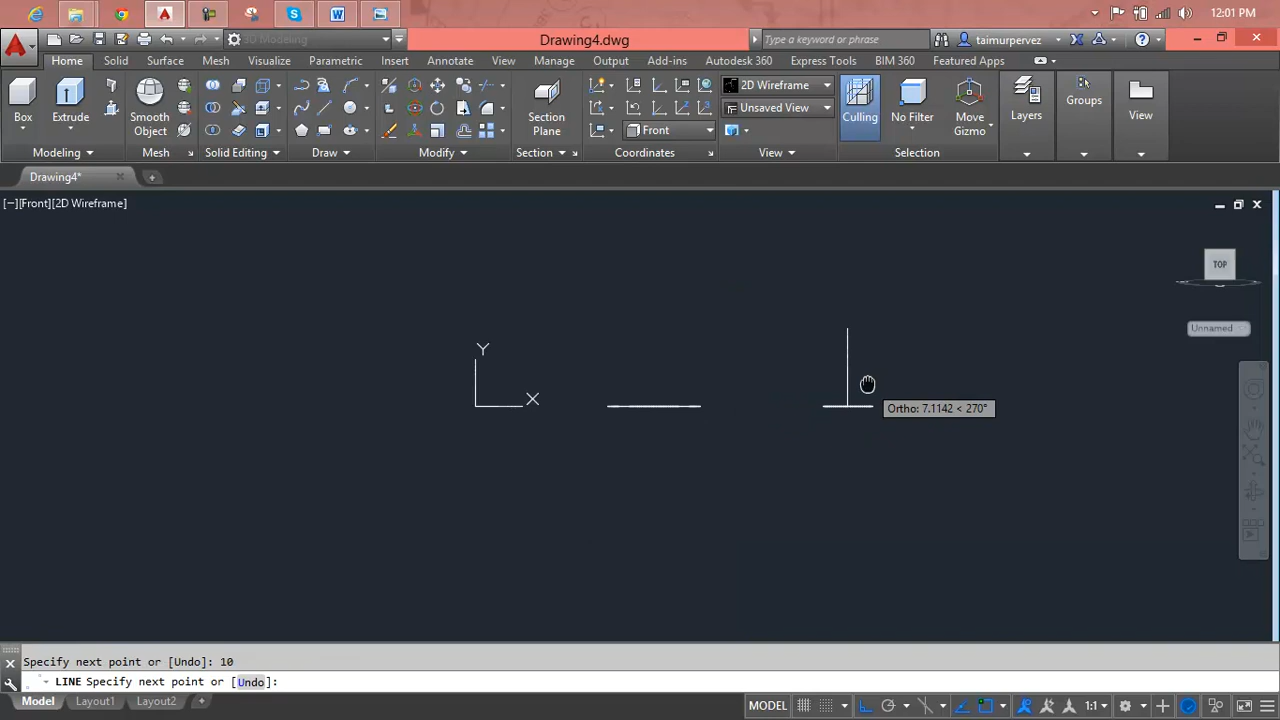 12:01 PM
3D Modeling
Drawing4.dwg
Type a keyword or phrase
taimurpervez
Home Solid Surface Mesh Visualize Parametric Insert Annotate View Manage Output Add-ins Autodesk 360 Express Tools BIM 360 Featured Apps
2D Wireframe
Unsaved View
Front
Box
Extrude
Smooth
Object
Section
Plane
Culling
No Filter
Move
Gizmo
Layers
Groups
View
Modeling
Mesh
Solid Editing
Draw
Modify
Section
Coordinates
View
Selection
Drawing4*
[−][Front][2D Wireframe]
TOP
Unnamed
Y
X
Ortho: 7.1142 < 270°
Specify next point or [Undo]: 10
LINE Specify next point or [Undo]:
Model Layout1 Layout2 +
MODEL
1:1